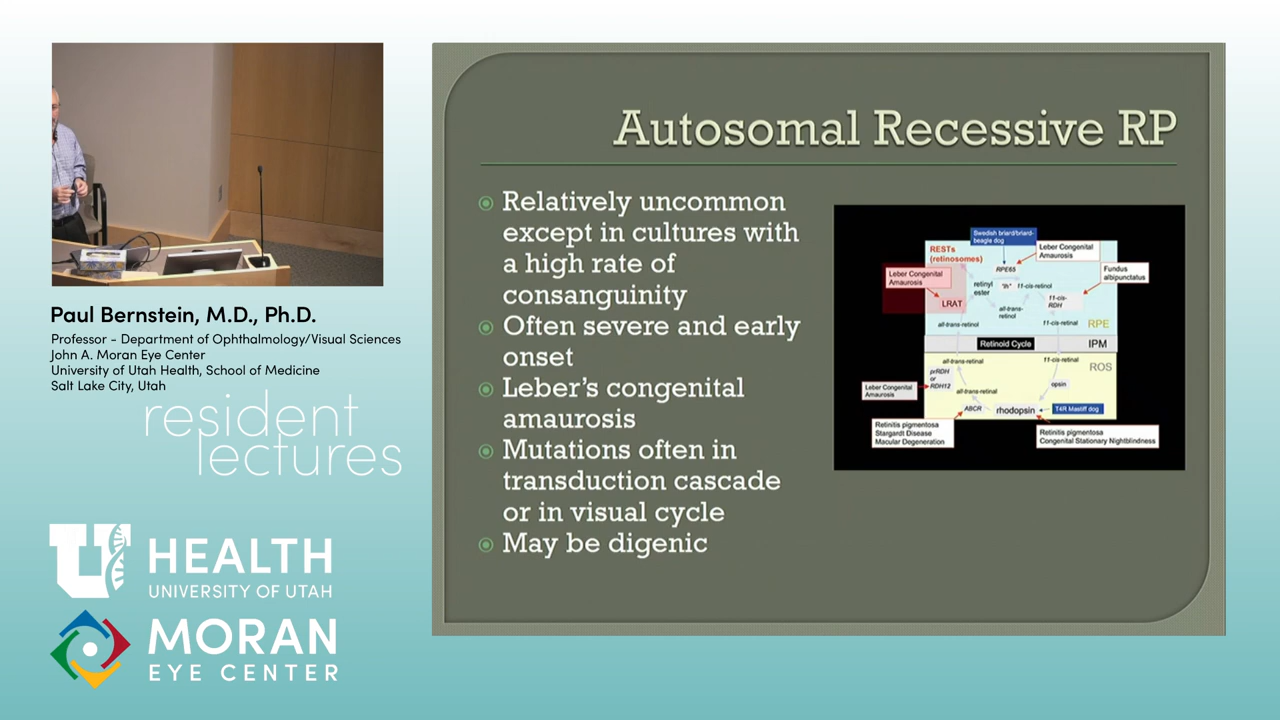 Paul Bernstein, M.D., Ph.D.
Professor - Department of Ophthalmology/Visual Sciences
John A. Moran Eye Center
University of Utah Health, School of Medicine
Salt Lake City, Utah
resident
lectures
U
HEALTH
UNIVERSITY OF UTAH
MORAN
EYE CENTER
Autosomal Recessive RP
Relatively uncommon
except in cultures with
a high rate of
consanguinity
Often severe and early
onset
Leber's congenital
amaurosis
Mutations often in
transduction cascade
or in visual cycle
May be digenic
Swedish briard/briard-
beagle dog
RESTs
(retinosomes)
Leber Congenital
Amaurosis
RPE65
Leber Congenital
Amaurosis
Fundus
albipunctatus
retinyl
ester
11-cis-retinol
LRAT
all-trans-
retinol
11-cis-
RDH
all-trans-retinol
11-cis-retinal
RPE
Retinoid Cycle
IPM
all-trans-retinal
11-cis-retinal
ROS
prRDH
or
RDH12
Leber Congenital
Amaurosis
opsin
all-trans-retinal
ABCR
rhodopsin
T4R Mastiff dog
Retinitis pigmentosa
Stargardt Disease
Macular Degeneration
Retinitis pigmentosa
Congenital Stationary Nightblindness